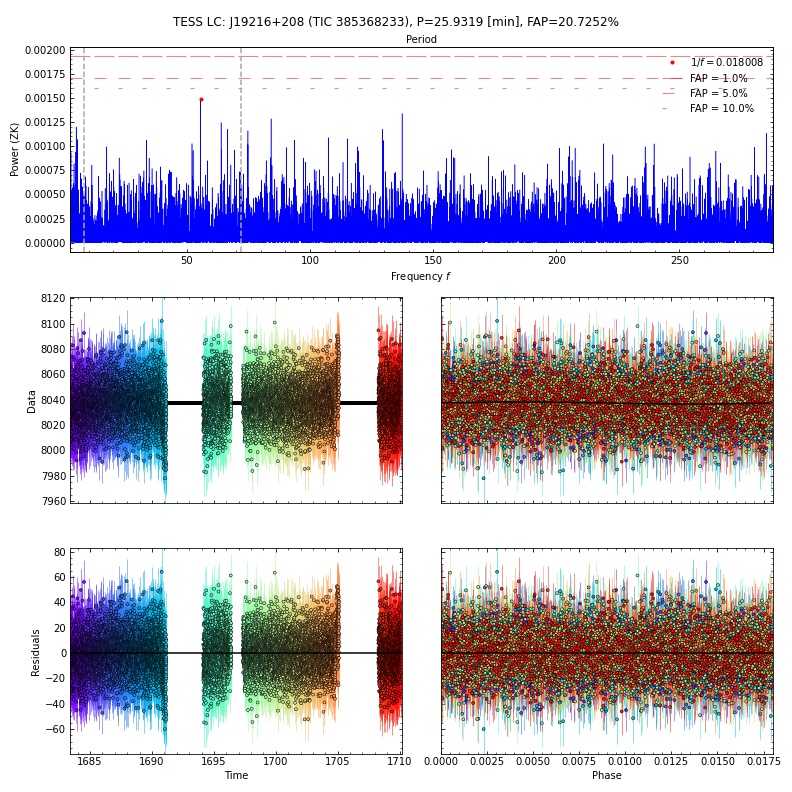 TESS LC: J19216+208 (TIC 385368233), P=25.9319 [min], FAP=20.7252%
Period
0.00200
0.00175
0.00150
0.00125
0.00100
0.00075
0.00050
0.00025
0.00000
Power (ZK)
1/f = 0.018008
FAP = 1.0%
FAP = 5.0%
FAP = 10.0%
50 100 150 200 250
Frequency f
8120
8100
8080
8060
8040
8020
8000
7980
7960
Data
80
60
40
20
0
−20
−40
−60
Residuals
1685 1690 1695 1700 1705 1710
Time
0.0000 0.0025 0.0050 0.0075 0.0100 0.0125 0.0150 0.0175
Phase